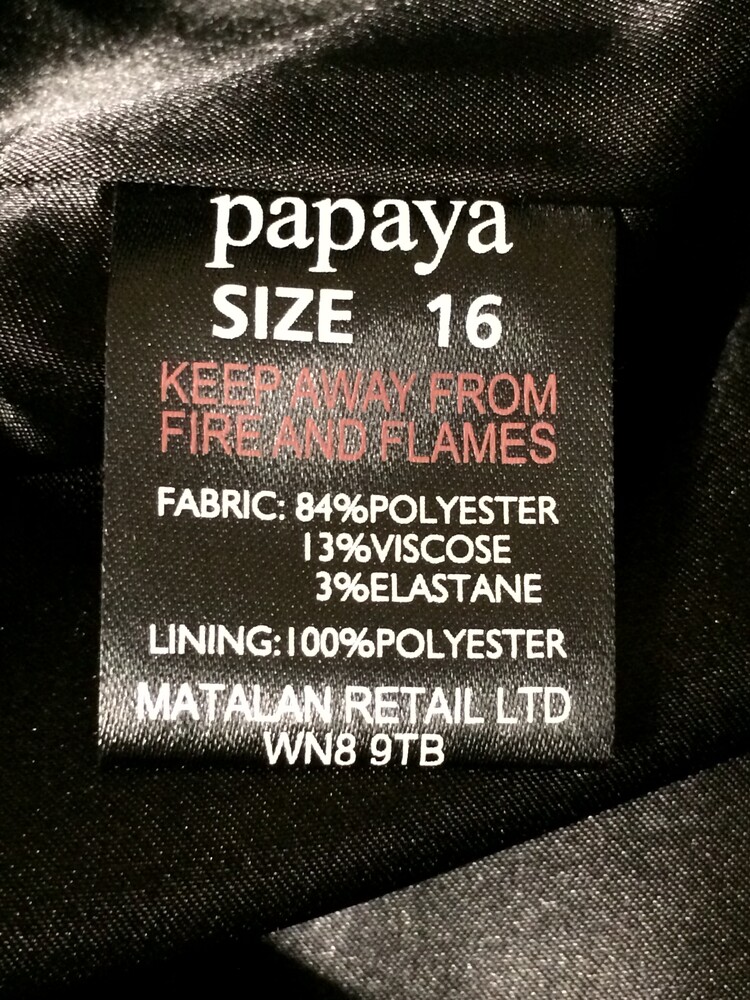 papaya
SIZE 16
KEEP AWAY FROM
FIRE AND FLAMES
FABRIC: 84%POLYESTER
13%VISCOSE
3%ELASTANE
LINING:100%POLYESTER
MATALAN RETAIL LTD
WN8 9TB